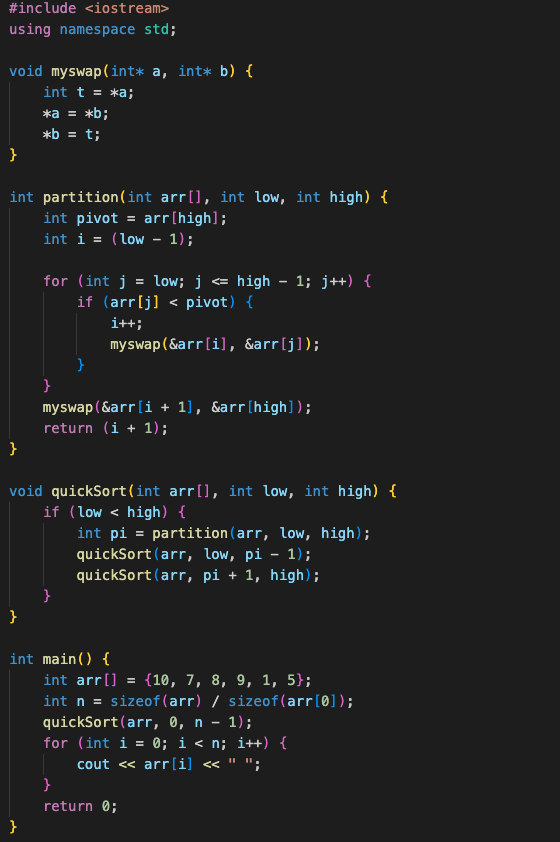 #include <iostream>
using namespace std;

void myswap(int* a, int* b) {
    int t = *a;
    *a = *b;
    *b = t;
}

int partition(int arr[], int low, int high) {
    int pivot = arr[high];
    int i = (low - 1);

    for (int j = low; j <= high - 1; j++) {
        if (arr[j] < pivot) {
            i++;
            myswap(&arr[i], &arr[j]);
        }
    }
    myswap(&arr[i + 1], &arr[high]);
    return (i + 1);
}

void quickSort(int arr[], int low, int high) {
    if (low < high) {
        int pi = partition(arr, low, high);
        quickSort(arr, low, pi - 1);
        quickSort(arr, pi + 1, high);
    }
}

int main() {
    int arr[] = {10, 7, 8, 9, 1, 5};
    int n = sizeof(arr) / sizeof(arr[0]);
    quickSort(arr, 0, n - 1);
    for (int i = 0; i < n; i++) {
        cout << arr[i] << " ";
    }
    return 0;
}